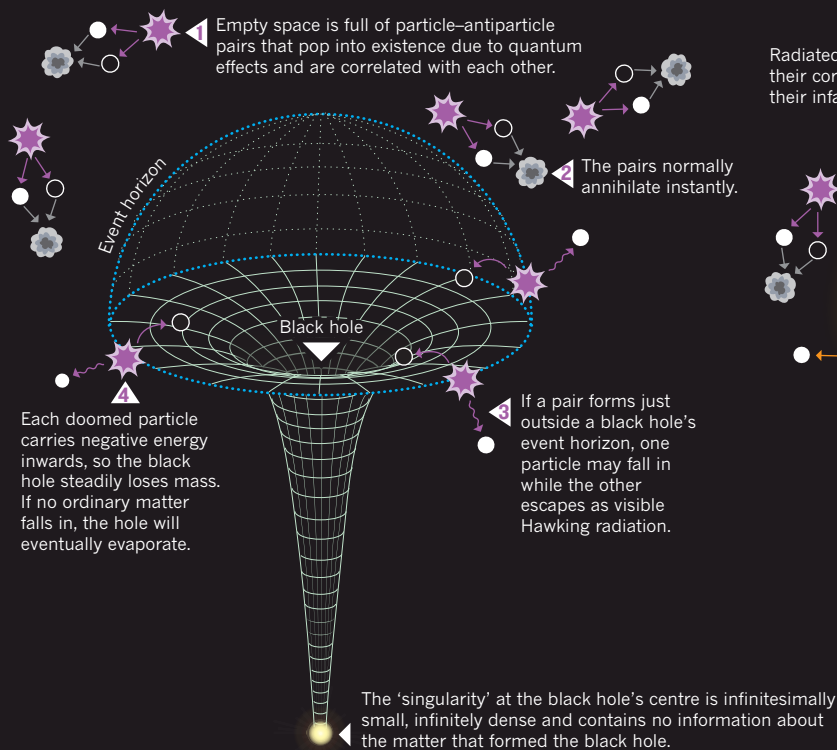 1
Empty space is full of particle–antiparticle
pairs that pop into existence due to quantum
effects and are correlated with each other.
Radiated
their cor
their infa
2
The pairs normally
annihilate instantly.
Event horizon
Black hole
3
If a pair forms just
outside a black hole’s
event horizon, one
particle may fall in
while the other
escapes as visible
Hawking radiation.
4
Each doomed particle
carries negative energy
inwards, so the black
hole steadily loses mass.
If no ordinary matter
falls in, the hole will
eventually evaporate.
The ‘singularity’ at the black hole’s centre is infinitesimally
small, infinitely dense and contains no information about
the matter that formed the black hole.